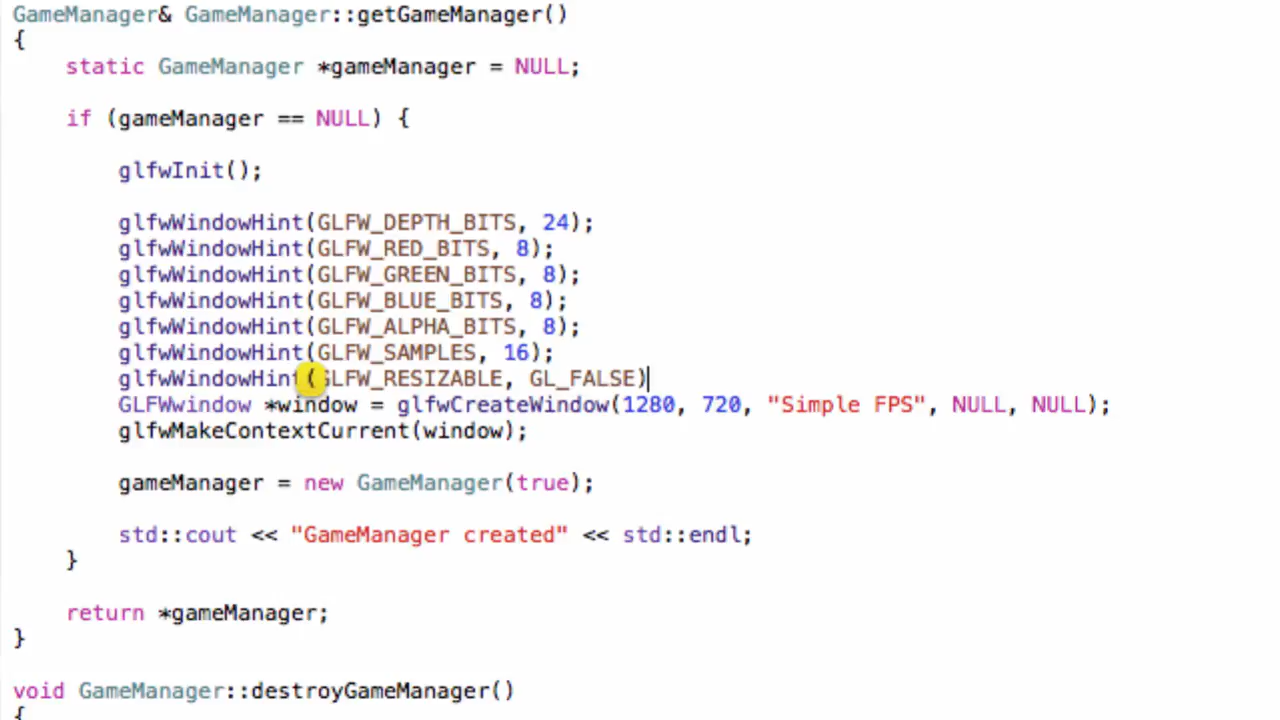 GameManager& GameManager::getGameManager()
{
static GameManager *gameManager = NULL;
if (gameManager == NULL) {
glfwInit();
glfwWindowHint(GLFW_DEPTH_BITS, 24);
glfwWindowHint(GLFW_RED_BITS, 8);
glfwWindowHint(GLFW_GREEN_BITS, 8);
glfwWindowHint(GLFW_BLUE_BITS, 8);
glfwWindowHint(GLFW_ALPHA_BITS, 8);
glfwWindowHint(GLFW_SAMPLES, 16);
glfwWindowHint(GLFW_RESIZABLE, GL_FALSE)
GLFWwindow *window = glfwCreateWindow(1280, 720, "Simple FPS", NULL, NULL);
glfwMakeContextCurrent(window);
gameManager = new GameManager(true);
std::cout << "GameManager created" << std::endl;
}
return *gameManager;
}
void GameManager::destroyGameManager()
{